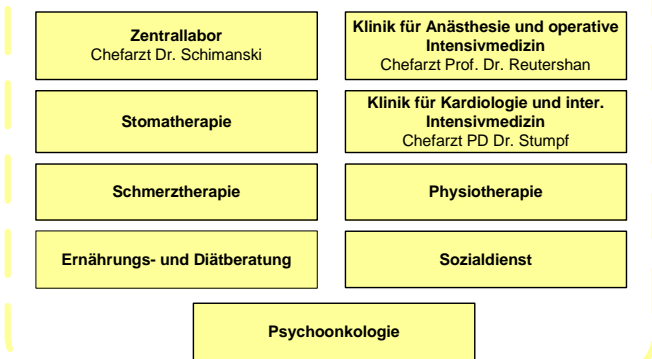 Zentrallabor
Chefarzt Dr. Schimanski
Klinik für Anästhesie und operative
Intensivmedizin
Chefarzt Prof. Dr. Reutershan
Stomatherapie
Klinik für Kardiologie und inter.
Intensivmedizin
Chefarzt PD Dr. Stumpf
Schmerztherapie
Physiotherapie
Ernährungs- und Diätberatung
Sozialdienst
Psychoonkologie